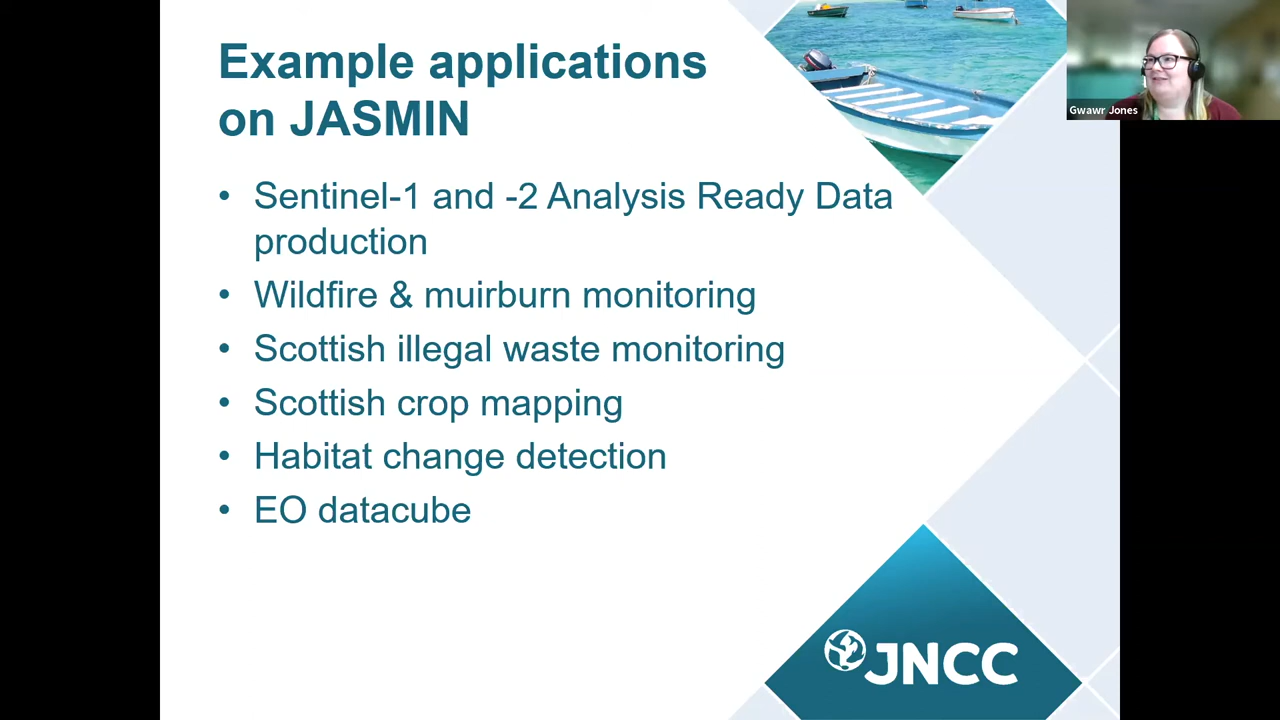 Example applications
on JASMIN
• Sentinel-1 and -2 Analysis Ready Data
production
• Wildfire & muirburn monitoring
• Scottish illegal waste monitoring
• Scottish crop mapping
• Habitat change detection
• EO datacube
JNCC
Gwawr Jones